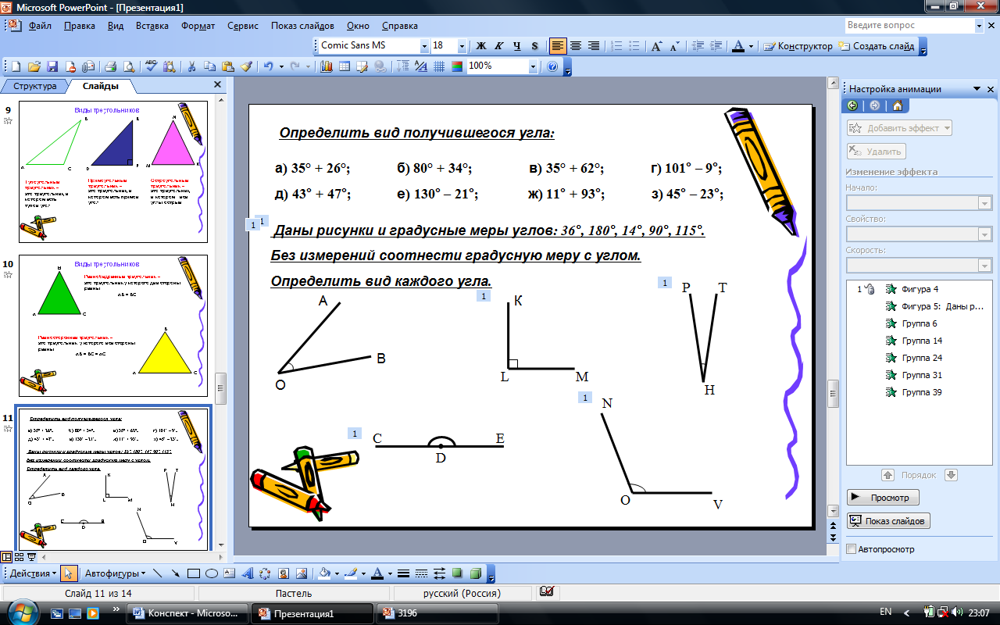 Microsoft PowerPoint - [Презентация1]
Файл Правка Вид Вставка Формат Сервис Показ слайдов Окно Справка
Введите вопрос
Comic Sans MS 18 Ж К Ч S Конструктор Создать слайд
100%
Структура Слайды
Настройка анимации
Добавить эффект
Удалить
Изменение эффекта
Начало:
Свойство:
Скорость:
1 Фигура 4
Фигура 5: Даны р...
Группа 6
Группа 14
Группа 24
Группа 31
Группа 39
Порядок
Просмотр
Показ слайдов
Автопросмотр
9
Виды треугольников
Тупоугольный треугольник –
это треугольник, в котором есть тупой угол
Прямоугольный треугольник –
это треугольник, в котором есть прямой угол
Остроугольный треугольник –
это треугольник, в котором все углы острые
10
Виды треугольников
Равнобедренный треугольник –
это треугольник, у которого две стороны равны
AB = BC
Равносторонний треугольник –
это треугольник, у которого все стороны равны
AB = BC = AC
11
Определить вид получившегося угла:
а) 35° + 26°; б) 80° + 34°; в) 35° + 62°; г) 101° – 9°;
д) 43° + 47°; е) 130° – 21°; ж) 11° + 93°; з) 45° – 23°;
1 1
Даны рисунки и градусные меры углов: 36°, 180°, 14°, 90°, 115°.
Без измерений соотнести градусную меру с углом.
Определить вид каждого угла.
A B O
1 K L M
1 P T H
1 C D E
1 N O V
Действия Автофигуры
Слайд 11 из 14 Пастель русский (Россия)
Конспект - Microso... Презентация1 3196 EN 23:07